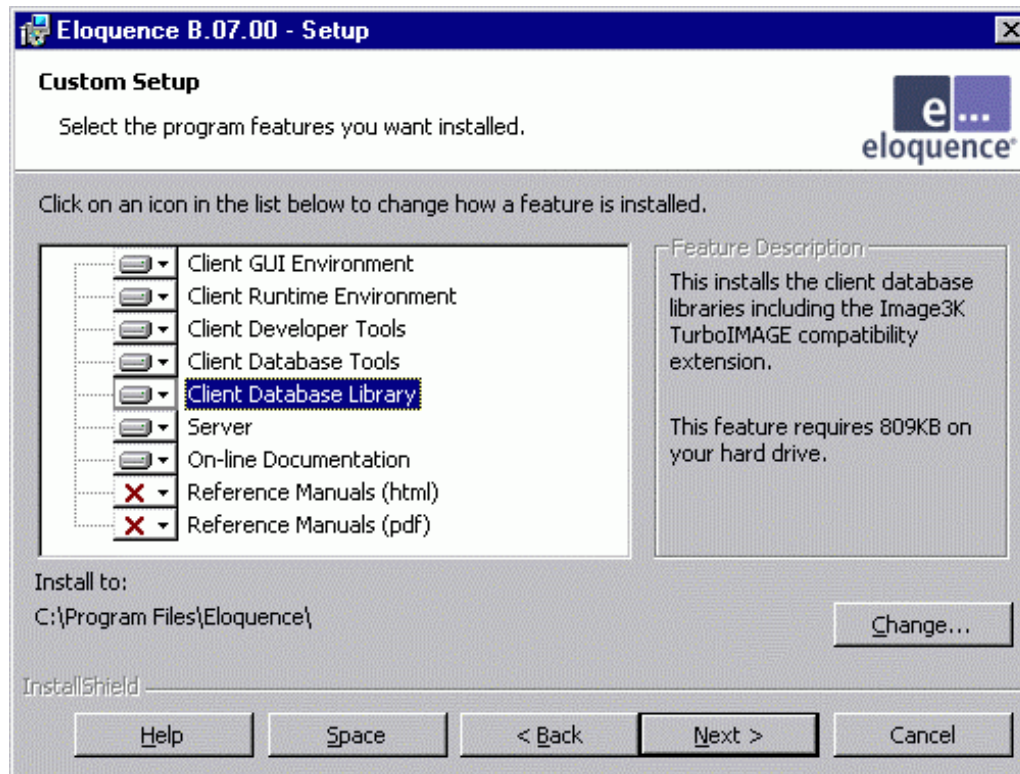 Eloquence B.07.00 - Setup
Custom Setup
Select the program features you want installed.
e...
eloquence
Click on an icon in the list below to change how a feature is installed.
Client GUI Environment
Client Runtime Environment
Client Developer Tools
Client Database Tools
Client Database Library
Server
On-line Documentation
Reference Manuals (html)
Reference Manuals (pdf)
Feature Description
This installs the client database
libraries including the Image3K
TurboIMAGE compatibility
extension.
This feature requires 809KB on
your hard drive.
Install to:
C:\Program Files\Eloquence\
Change...
InstallShield
Help
Space
< Back
Next >
Cancel